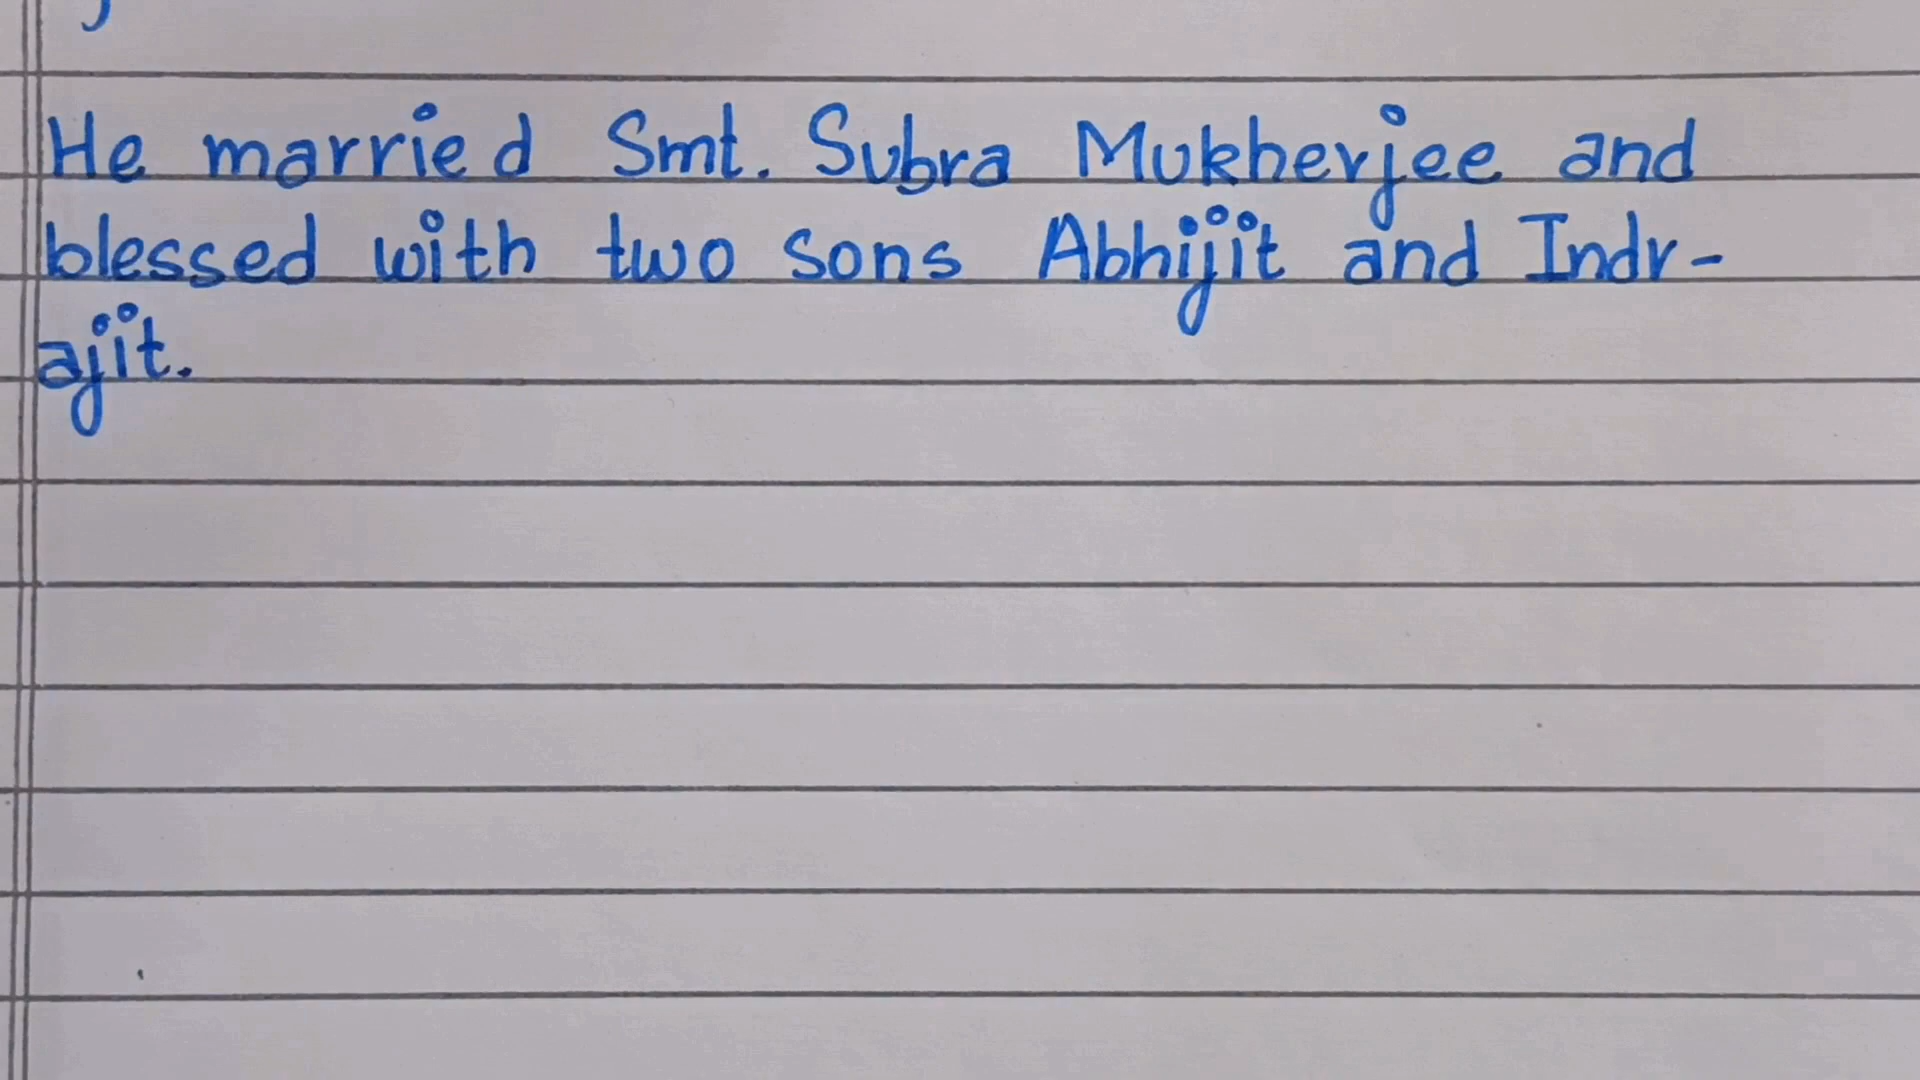 He married Smt. Subra Mukherjee and
blessed with two sons Abhijit and Indr-
ajit.